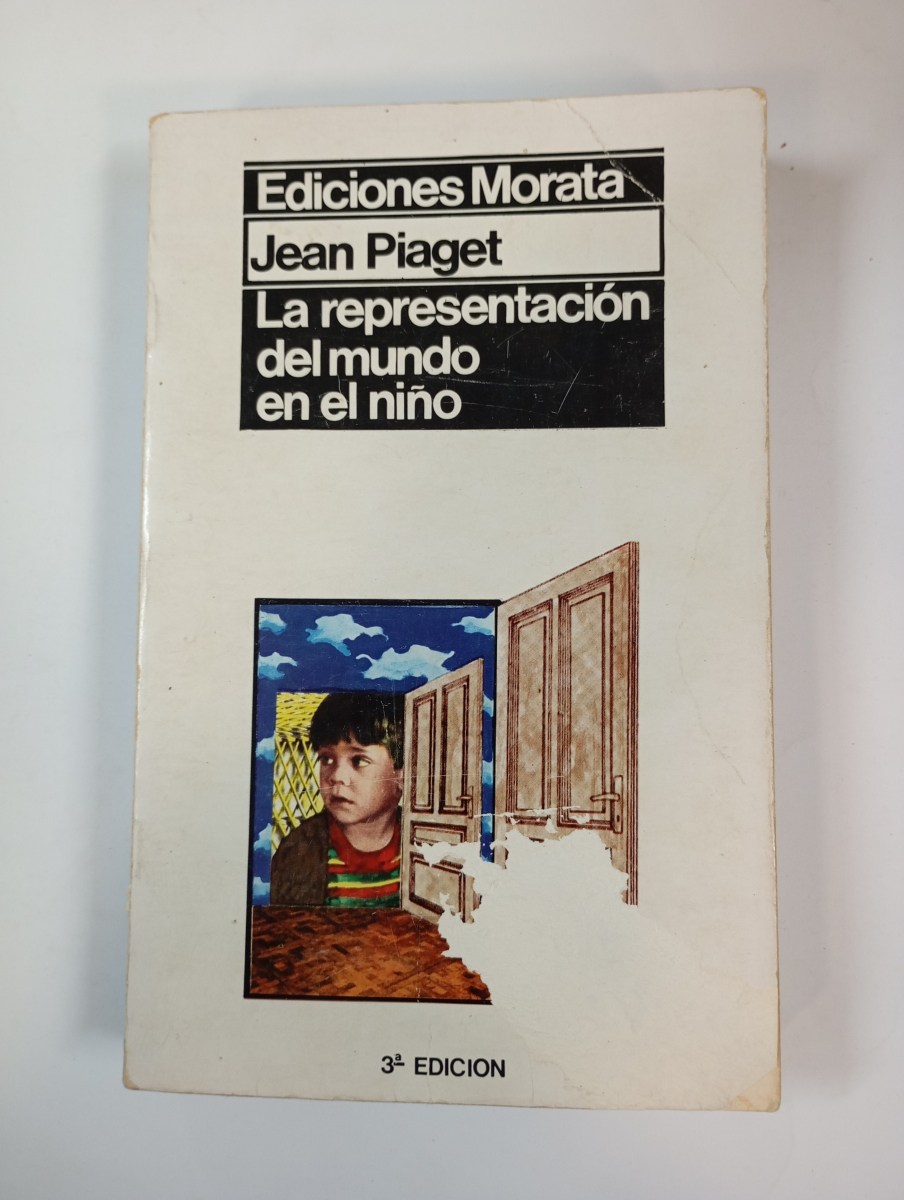 Ediciones Morata
Jean Piaget
La representación
del mundo
en el niño
3ª EDICION